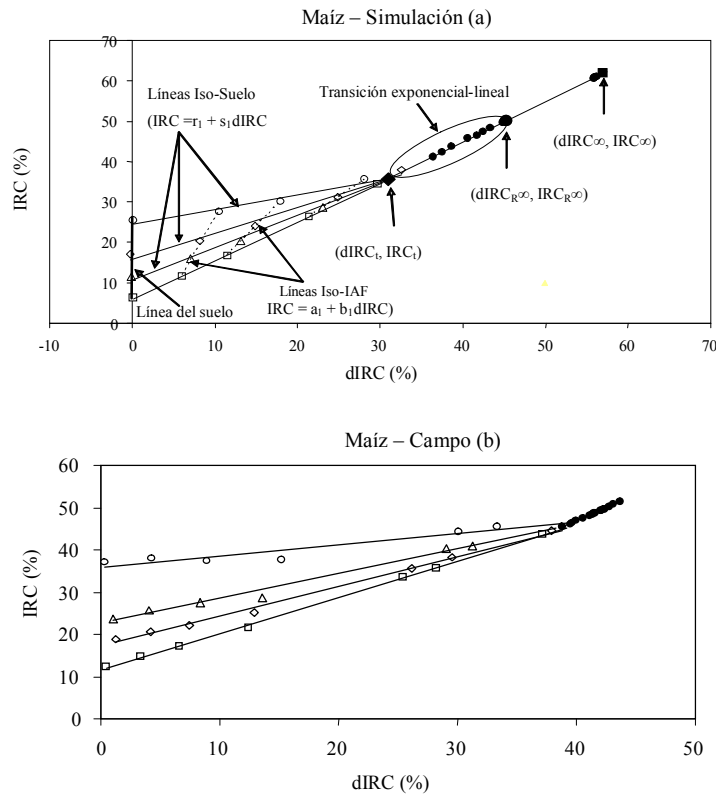 Maíz – Simulación (a)
IRC (%)
80
70
60
50
40
30
20
10
0
-10 0 10 20 30 40 50 60 70
dIRC (%)
Líneas Iso-Suelo
(IRC =r₁ + s₁dIRC
Transición exponencial-lineal
(dIRC∞, IRC∞)
(dIRC_R∞, IRC_R∞)
(dIRCₜ, IRCₜ)
Línea del suelo
Líneas Iso-IAF
IRC = a₁ + b₁dIRC)
Maíz – Campo (b)
IRC (%)
60
50
40
30
20
10
0
0 10 20 30 40 50
dIRC (%)